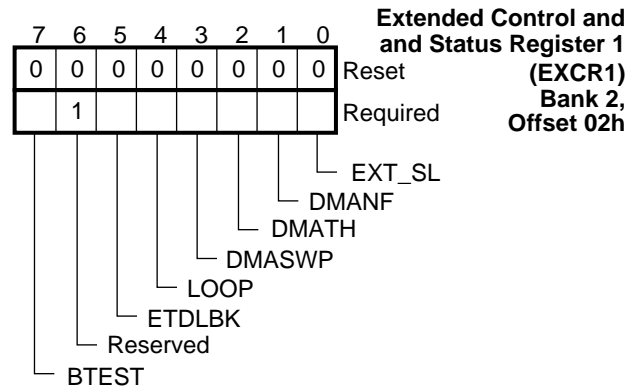 Extended Control and
and Status Register 1
(EXCR1)
Bank 2,
Offset 02h
7 6 5 4 3 2 1 0
0 0 0 0 0 0 0 0 Reset
1 Required
EXT_SL
DMANF
DMATH
DMASWP
LOOP
ETDLBK
Reserved
BTEST